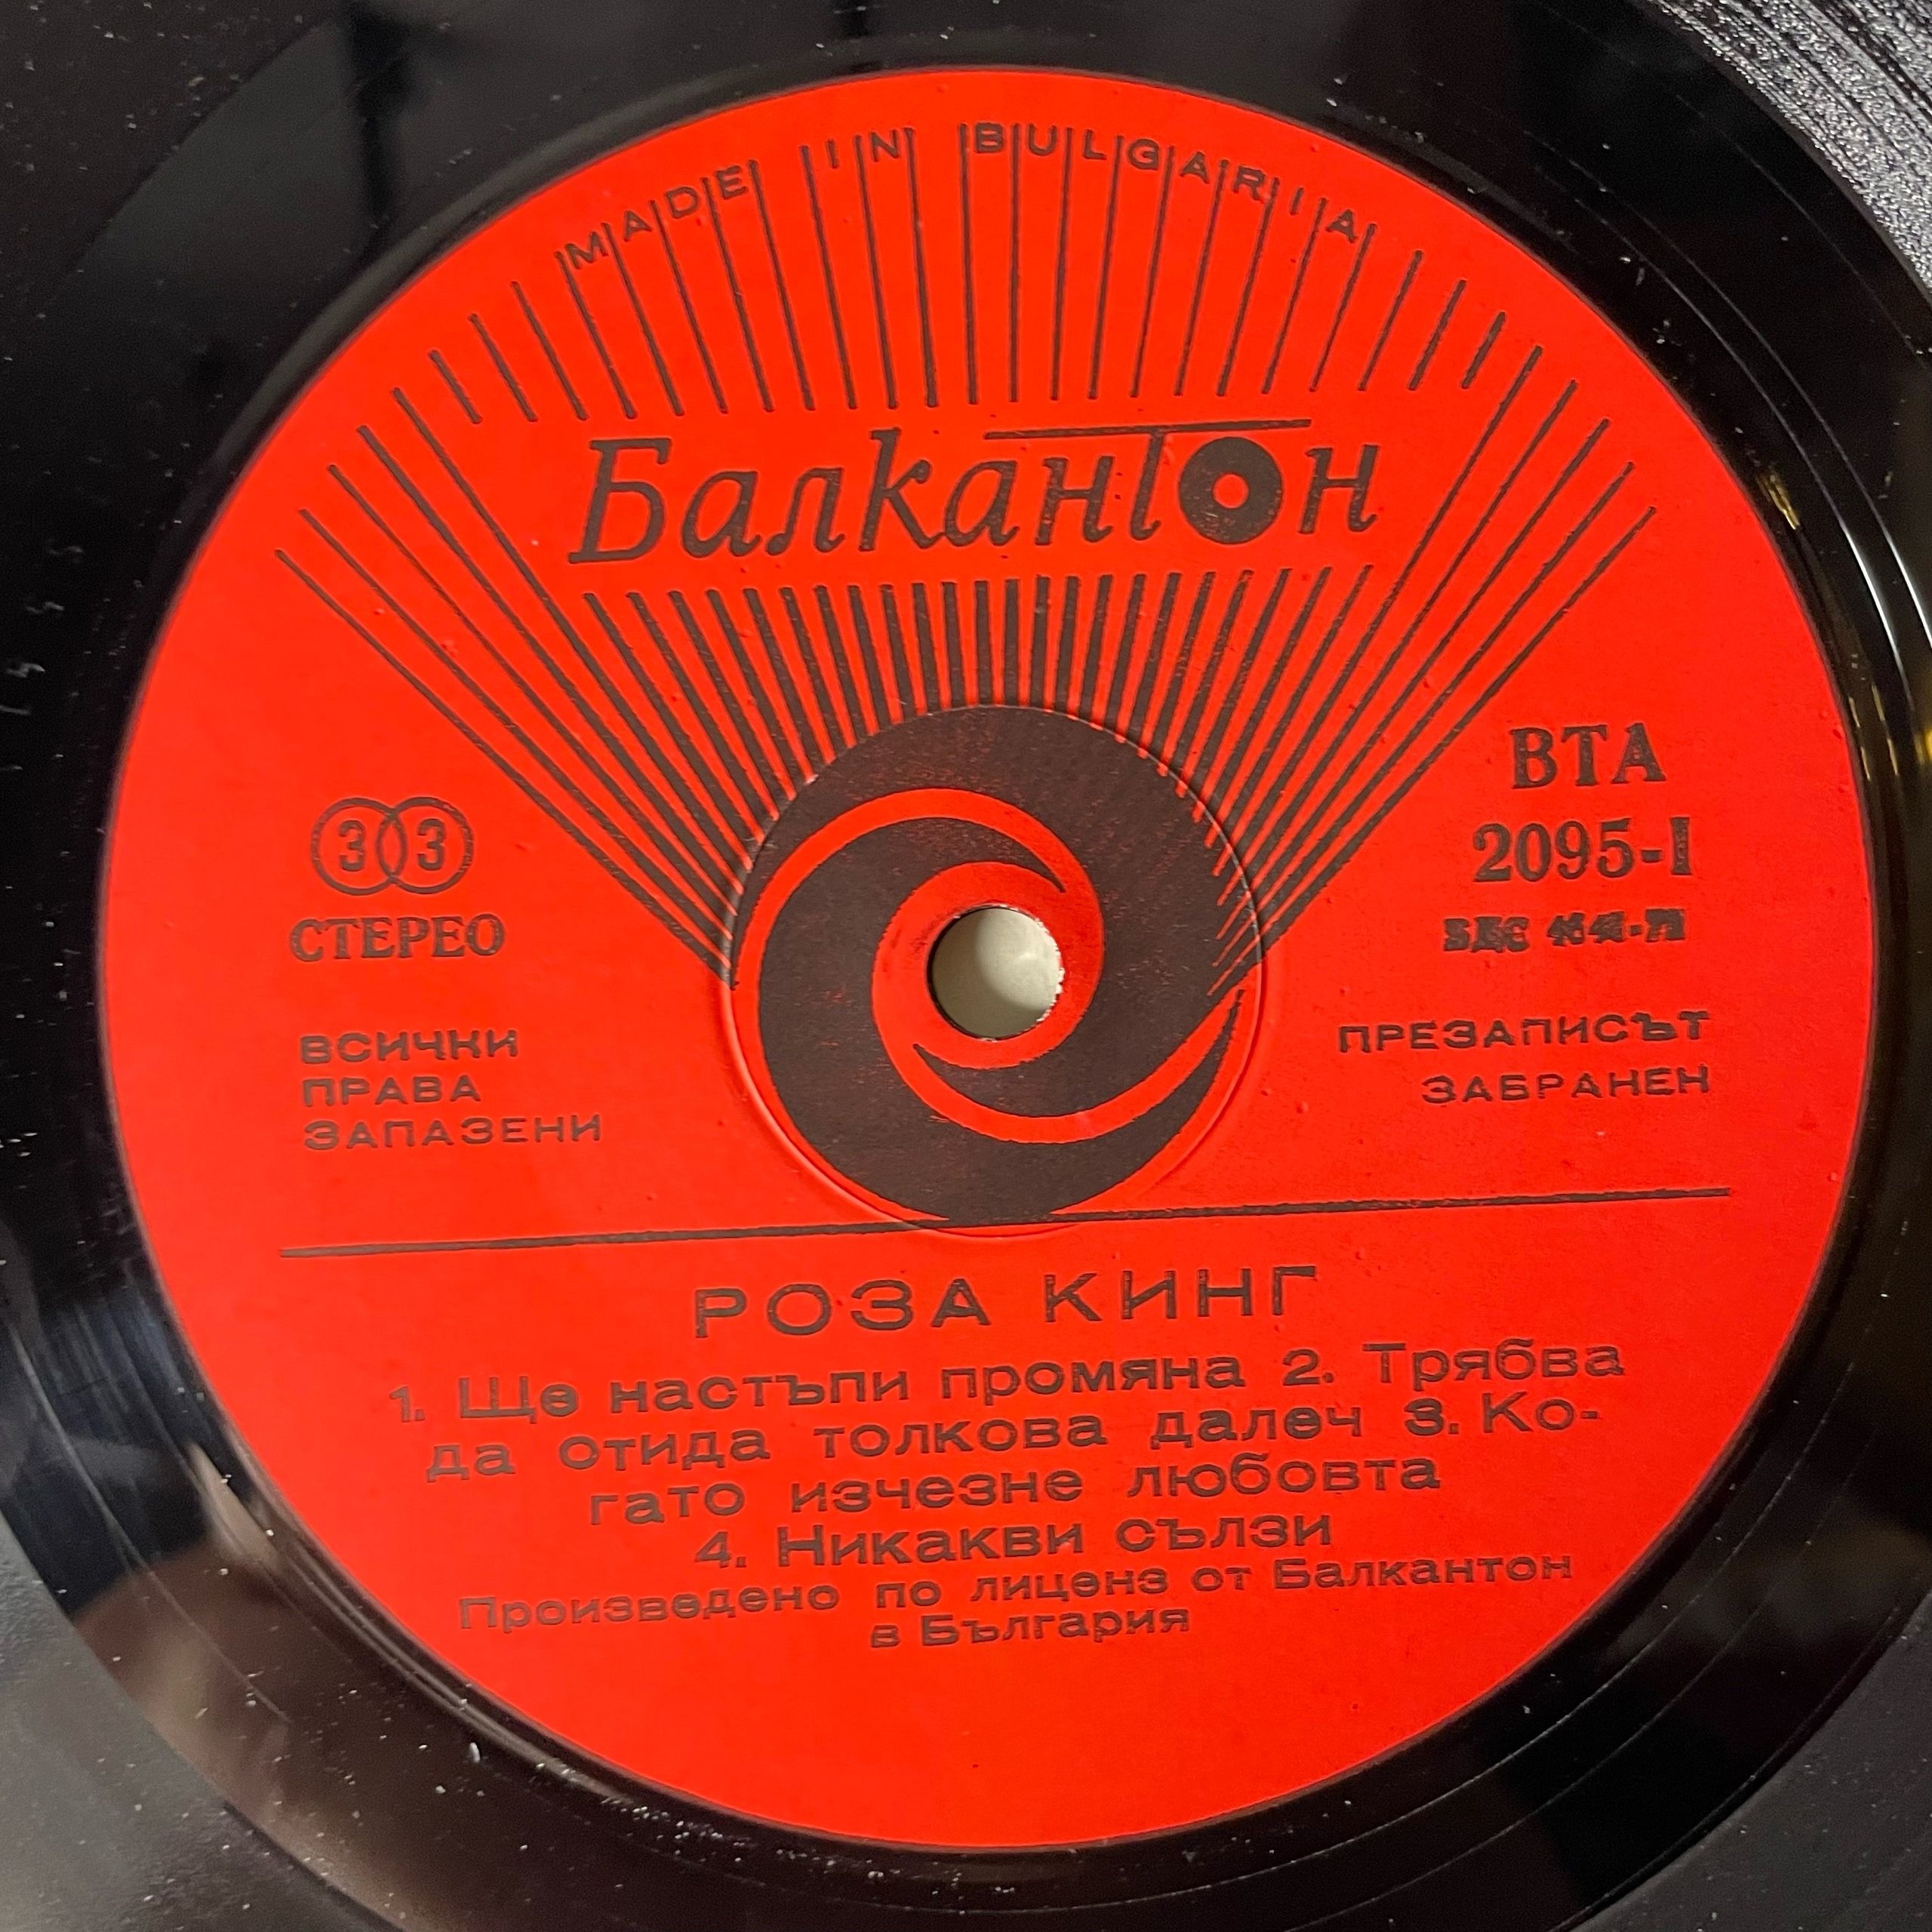 MADE IN BULGARIA
Балкантон
33
СТЕРЕО
ВТА
2095-I
ВСИЧКИ
ПРАВА
ЗАПАЗЕНИ
ПРЕЗАПИСЪТ
ЗАБРАНЕН
РОЗА КИНГ
1. Ще настъпи промяна 2. Трябва
да отида толкова далеч 3. Ко-
гато изчезне любовта
4. Никакви сълзи
Произведено по лиценз от Балкантон
в България